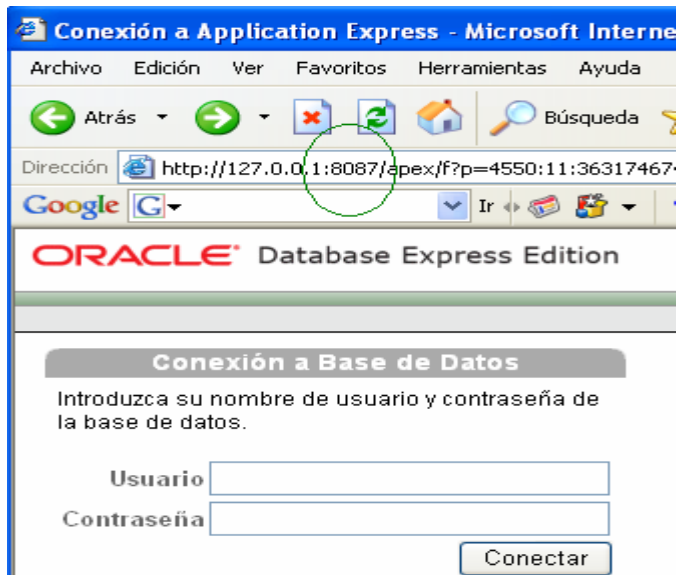 Conexión a Application Express - Microsoft Interne
Archivo Edición Ver Favoritos Herramientas Ayuda
Atrás Búsqueda
Dirección http://127.0.0.1:8087/apex/f?p=4550:11:36317467
Google G Ir
ORACLE Database Express Edition
Conexión a Base de Datos
Introduzca su nombre de usuario y contraseña de
la base de datos.
Usuario
Contraseña
Conectar